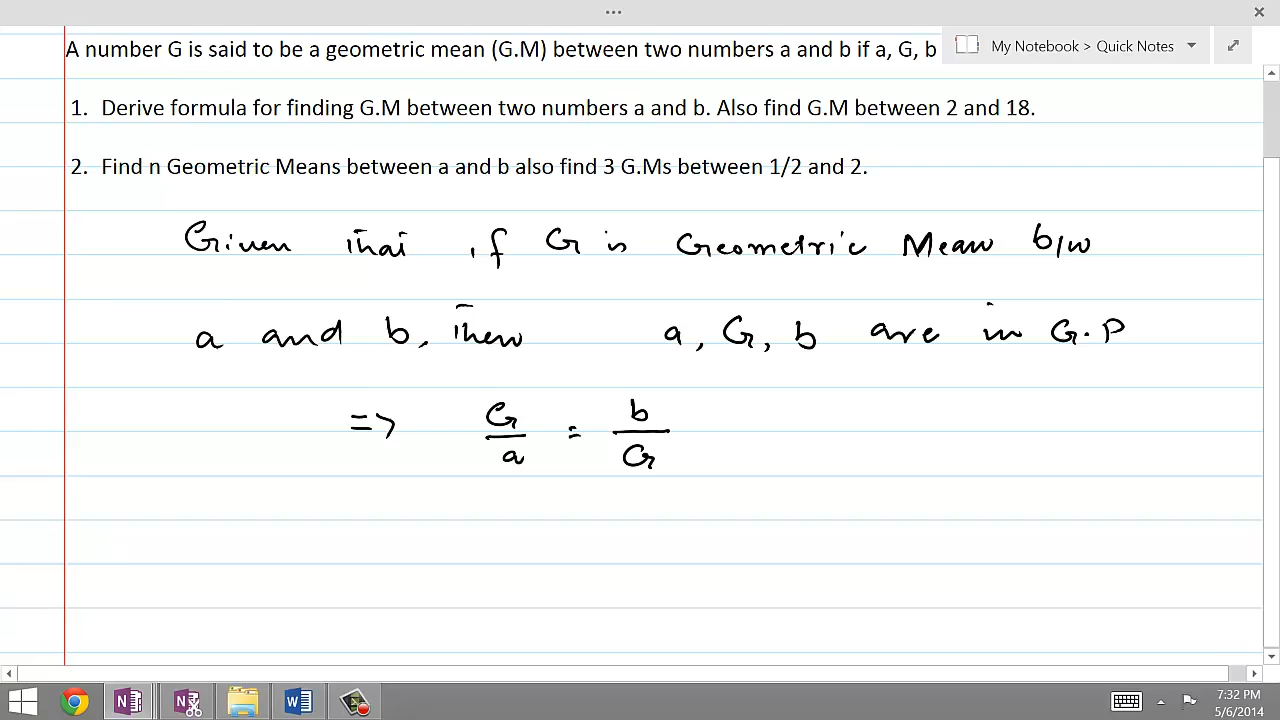 A number G is said to be a geometric mean (G.M) between two numbers a and b if a, G, b
My Notebook > Quick Notes
1. Derive formula for finding G.M between two numbers a and b. Also find G.M between 2 and 18.
2. Find n Geometric Means between a and b also find 3 G.Ms between 1/2 and 2.
Given that if G is Geometric Mean b/w
a and b, then a, G, b are in G.P
=> G/a = b/G
7:32 PM
5/6/2014